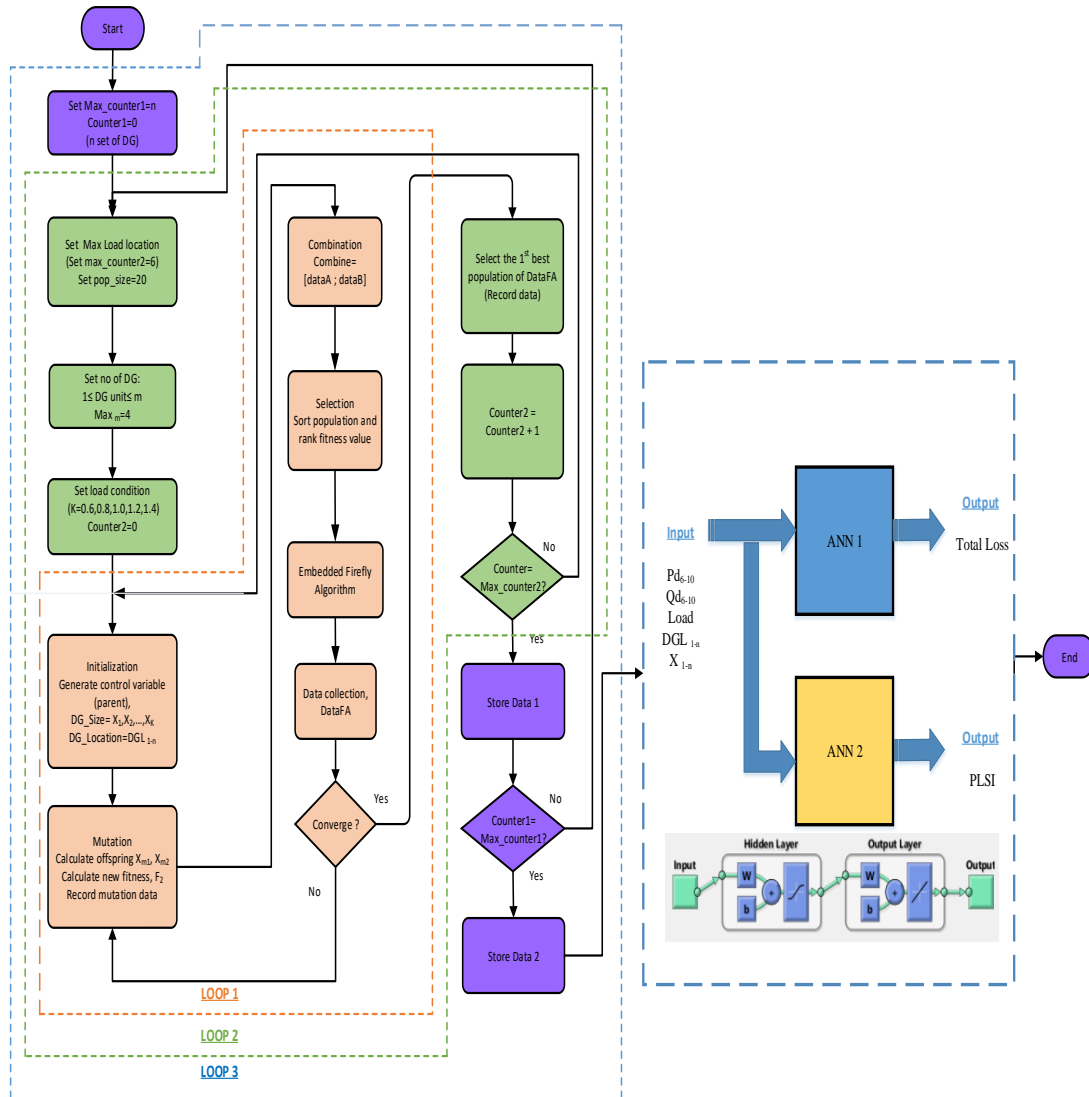 Start
Set Max_counter1=n
Counter1=0
(n set of DG)
Set Max Load location
(Set max_counter2=6)
Set pop_size=20
Set no of DG:
1≤ DG unit≤ m
Max m=4
Set load condition
(K=0.6,0.8,1.0,1.2,1.4)
Counter2=0
Initialization
Generate control variable
(parent),
DG_Size= X1,X2,...,XK
DG_Location=DGL 1-n
Mutation
Calculate offspring Xm1, Xm2
Calculate new fitness, F2
Record mutation data
Combination
Combine=
[dataA ; dataB]
Selection
Sort population and
rank fitness value
Embedded Firefly
Algorithm
Data collection,
DataFA
Converge ?
Yes
No
LOOP 1
LOOP 2
LOOP 3
Select the 1st best
population of DataFA
(Record data)
Counter2 =
Counter2 + 1
Counter=
Max_counter2?
No
Yes
Store Data 1
Counter1=
Max_counter1?
No
Yes
Store Data 2
Input
Pd6-10
Qd6-10
Load
DGL 1-n
X 1-n
ANN 1
Output
Total Loss
ANN 2
Output
PLSI
Hidden Layer
Output Layer
Input
W
b
+
W
b
+
Output
End